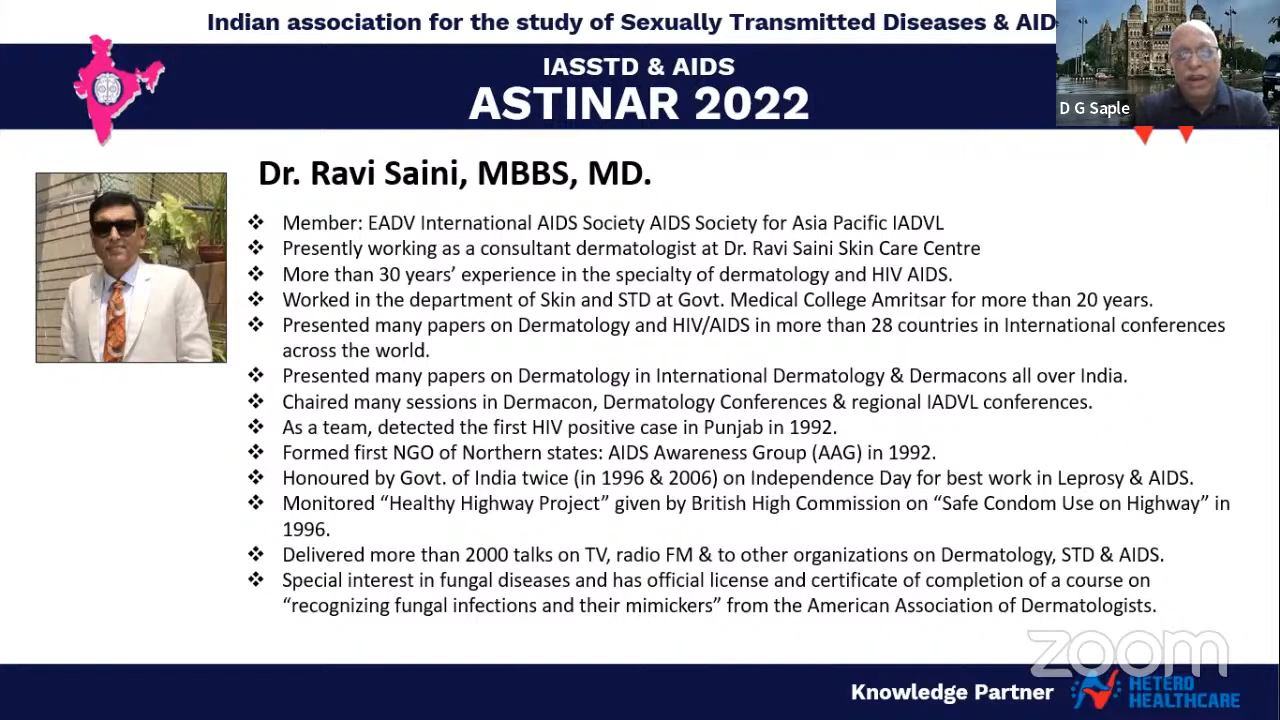 Indian association for the study of Sexually Transmitted Diseases & AID
IASSTD & AIDS
ASTINAR 2022
D G Saple
Dr. Ravi Saini, MBBS, MD.
❖ Member: EADV International AIDS Society AIDS Society for Asia Pacific IADVL
❖ Presently working as a consultant dermatologist at Dr. Ravi Saini Skin Care Centre
❖ More than 30 years’ experience in the specialty of dermatology and HIV AIDS.
❖ Worked in the department of Skin and STD at Govt. Medical College Amritsar for more than 20 years.
❖ Presented many papers on Dermatology and HIV/AIDS in more than 28 countries in International conferences
across the world.
❖ Presented many papers on Dermatology in International Dermatology & Dermacons all over India.
❖ Chaired many sessions in Dermacon, Dermatology Conferences & regional IADVL conferences.
❖ As a team, detected the first HIV positive case in Punjab in 1992.
❖ Formed first NGO of Northern states: AIDS Awareness Group (AAG) in 1992.
❖ Honoured by Govt. of India twice (in 1996 & 2006) on Independence Day for best work in Leprosy & AIDS.
❖ Monitored “Healthy Highway Project” given by British High Commission on “Safe Condom Use on Highway” in
1996.
❖ Delivered more than 2000 talks on TV, radio FM & to other organizations on Dermatology, STD & AIDS.
❖ Special interest in fungal diseases and has official license and certificate of completion of a course on
“recognizing fungal infections and their mimickers” from the American Association of Dermatologists.
zoom
Knowledge Partner
HETERO
HEALTHCARE